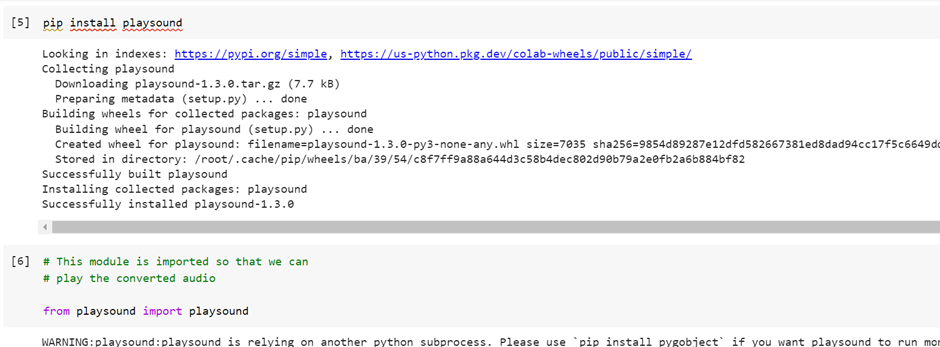 [5] pip install playsound
Looking in indexes: https://pypi.org/simple, https://us-python.pkg.dev/colab-wheels/public/simple/
Collecting playsound
Downloading playsound-1.3.0.tar.gz (7.7 kB)
Preparing metadata (setup.py) ... done
Building wheels for collected packages: playsound
Building wheel for playsound (setup.py) ... done
Created wheel for playsound: filename=playsound-1.3.0-py3-none-any.whl size=7035 sha256=9854d89287e12dfd582667381ed8dad94cc17f5c6649d
Stored in directory: /root/.cache/pip/wheels/ba/39/54/c8f7ff9a88a644d3c58b4dec802d90b79a2e0fb2a6b884bf82
Successfully built playsound
Installing collected packages: playsound
Successfully installed playsound-1.3.0
[6] # This module is imported so that we can
# play the converted audio
from playsound import playsound
WARNING:playsound:playsound is relying on another python subprocess. Please use `pip install pygobject` if you want playsound to run